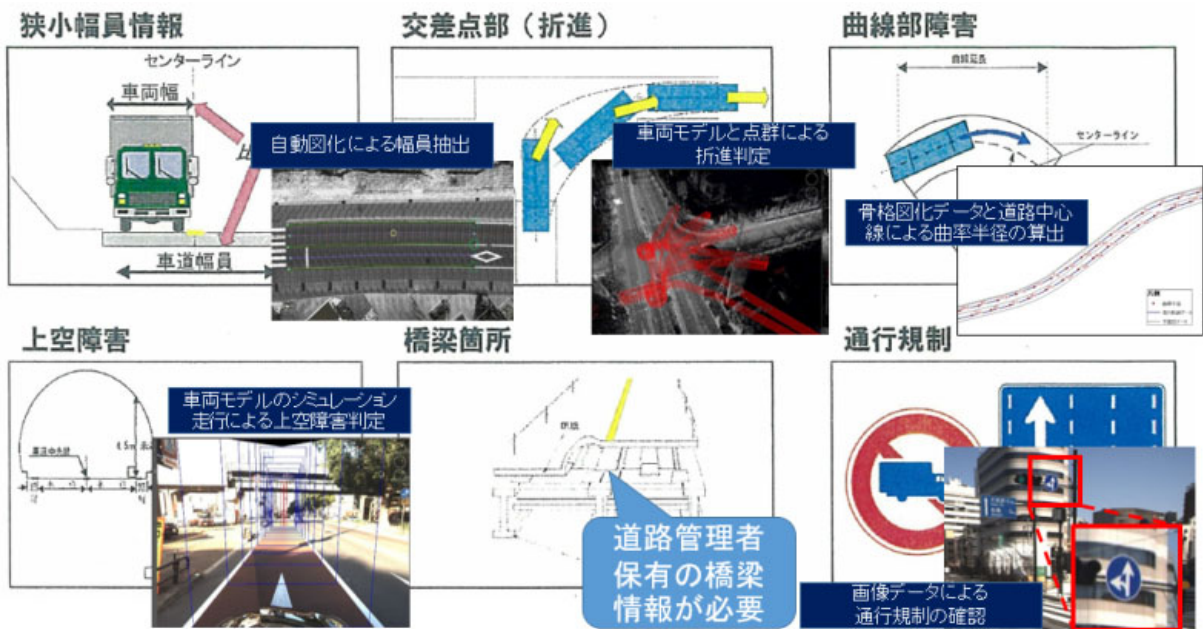 狭小幅員情報
センターライン
車両幅
自動図化による幅員抽出
車道幅員
交差点部（折進）
車両モデルと点群による
折進判定
曲線部障害
曲線延長
センターライン
骨格図化データと道路中心
線による曲率半径の算出
上空障害
車両モデルのシミュレーション
走行による上空障害判定
橋梁箇所
道路管理者
保有の橋梁
情報が必要
通行規制
画像データによる
通行規制の確認